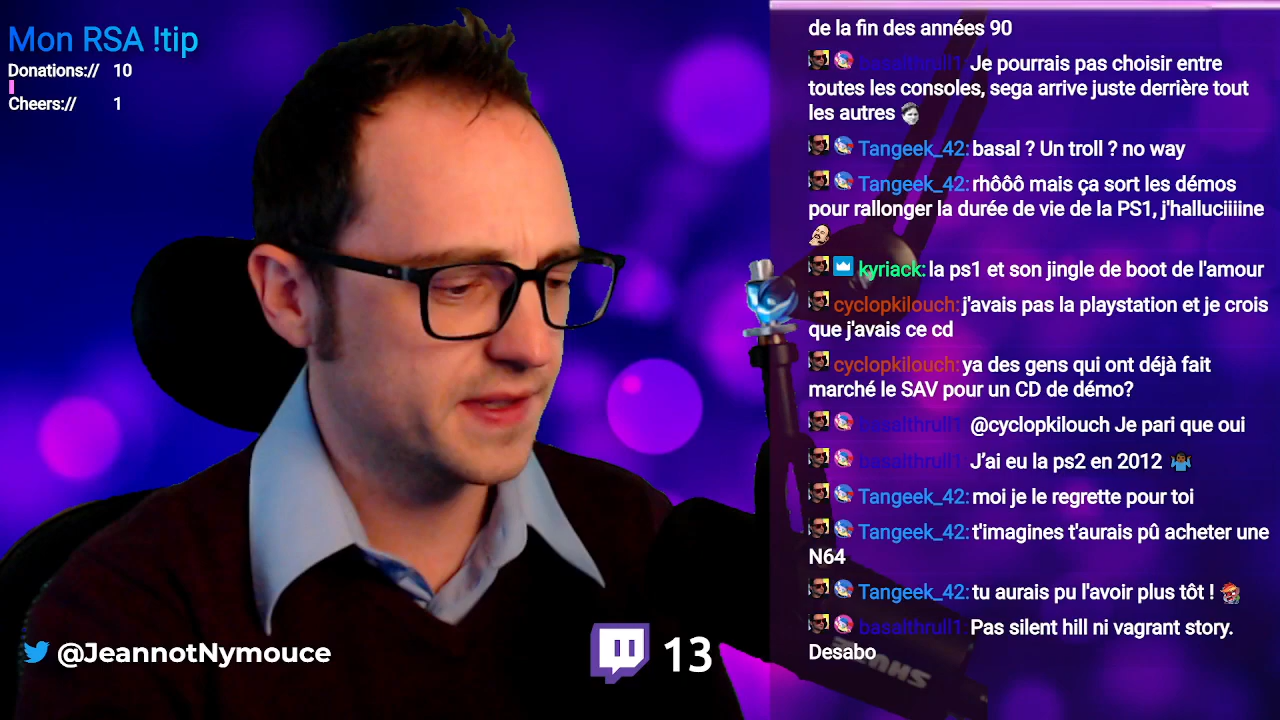 Mon RSA !tip
Donations:// 10
Cheers:// 1
@JeannotNymouce
13
de la fin des années 90
basalthrull1 Je pourrais pas choisir entre
toutes les consoles, sega arrive juste derrière tout
les autres
Tangeek_42: basal ? Un troll ? no way
Tangeek_42: rhôôô mais ça sort les démos
pour rallonger la durée de vie de la PS1, j'halluciiiine
kyriack: la ps1 et son jingle de boot de l'amour
cyclopkilouch: j'avais pas la playstation et je crois
que j'avais ce cd
cyclopkilouch: ya des gens qui ont déjà fait
marché le SAV pour un CD de démo?
basalthrull1 @cyclopkilouch Je pari que oui
basalthrull1 J'ai eu la ps2 en 2012
Tangeek_42: moi je le regrette pour toi
Tangeek_42: t'imagines t'aurais pû acheter une
N64
Tangeek_42: tu aurais pu l'avoir plus tôt !
basalthrull1 Pas silent hill ni vagrant story.
Desabo